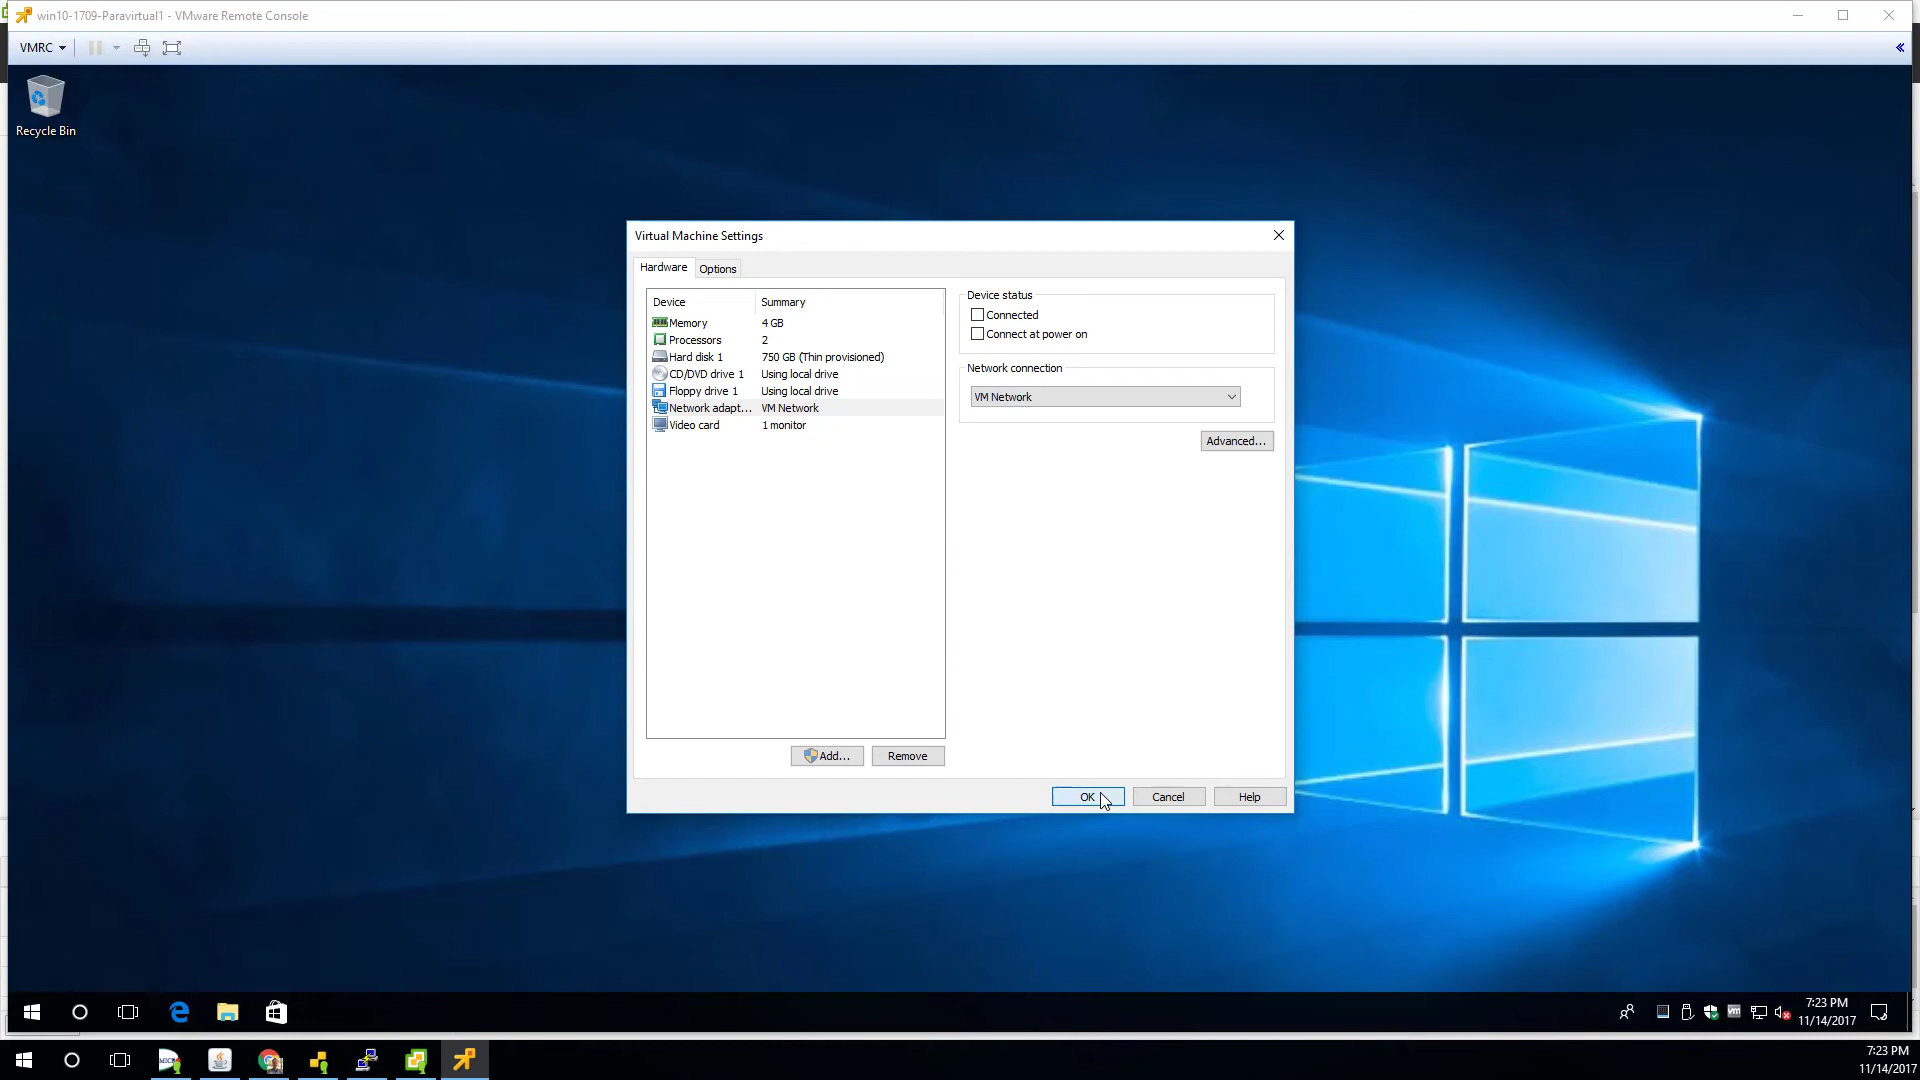 win10-1709-Paravirtual1 - VMware Remote Console
VMRC
Recycle Bin
Virtual Machine Settings
Hardware
Options
Device Summary
Memory 4 GB
Processors 2
Hard disk 1 750 GB (Thin provisioned)
CD/DVD drive 1 Using local drive
Floppy drive 1 Using local drive
Network adapt... VM Network
Video card 1 monitor
Device status
Connected
Connect at power on
Network connection
VM Network
Advanced...
Add...
Remove
OK
Cancel
Help
vm
7:23 PM
11/14/2017
7:23 PM
11/14/2017